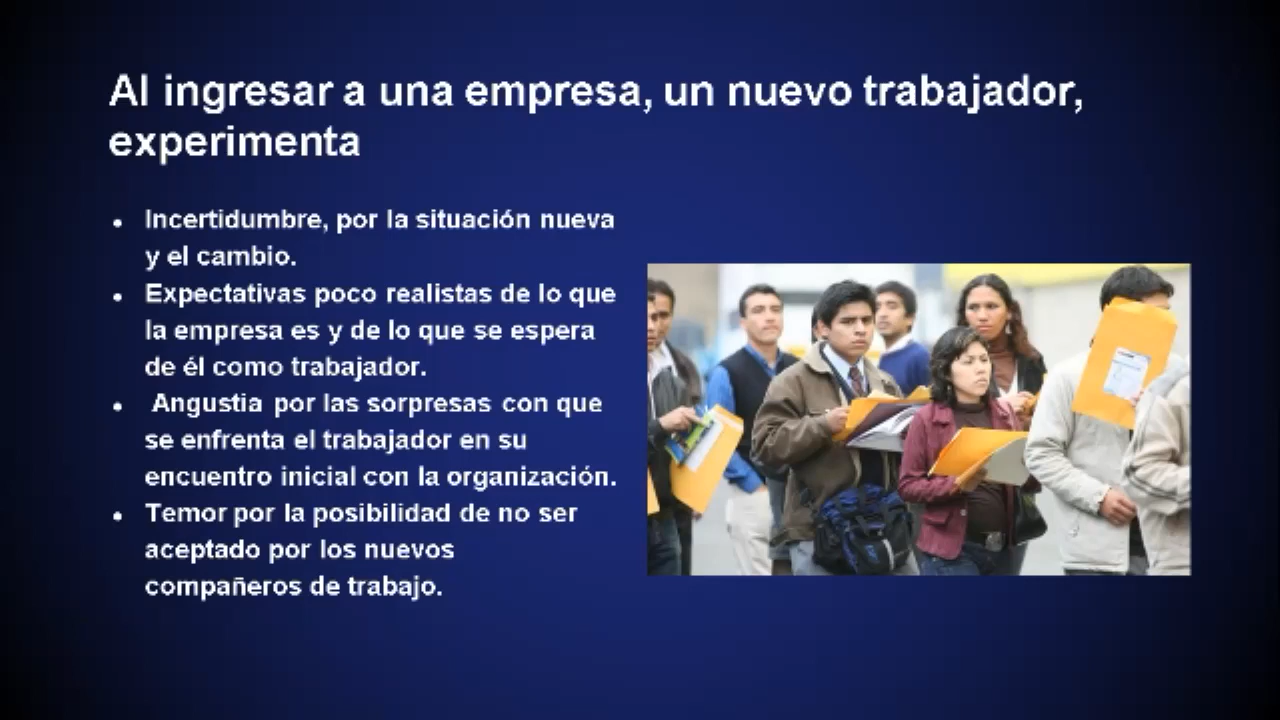 Al ingresar a una empresa, un nuevo trabajador,
experimenta
• Incertidumbre, por la situación nueva
y el cambio.
• Expectativas poco realistas de lo que
la empresa es y de lo que se espera
de él como trabajador.
• Angustia por las sorpresas con que
se enfrenta el trabajador en su
encuentro inicial con la organización.
• Temor por la posibilidad de no ser
aceptado por los nuevos
compañeros de trabajo.